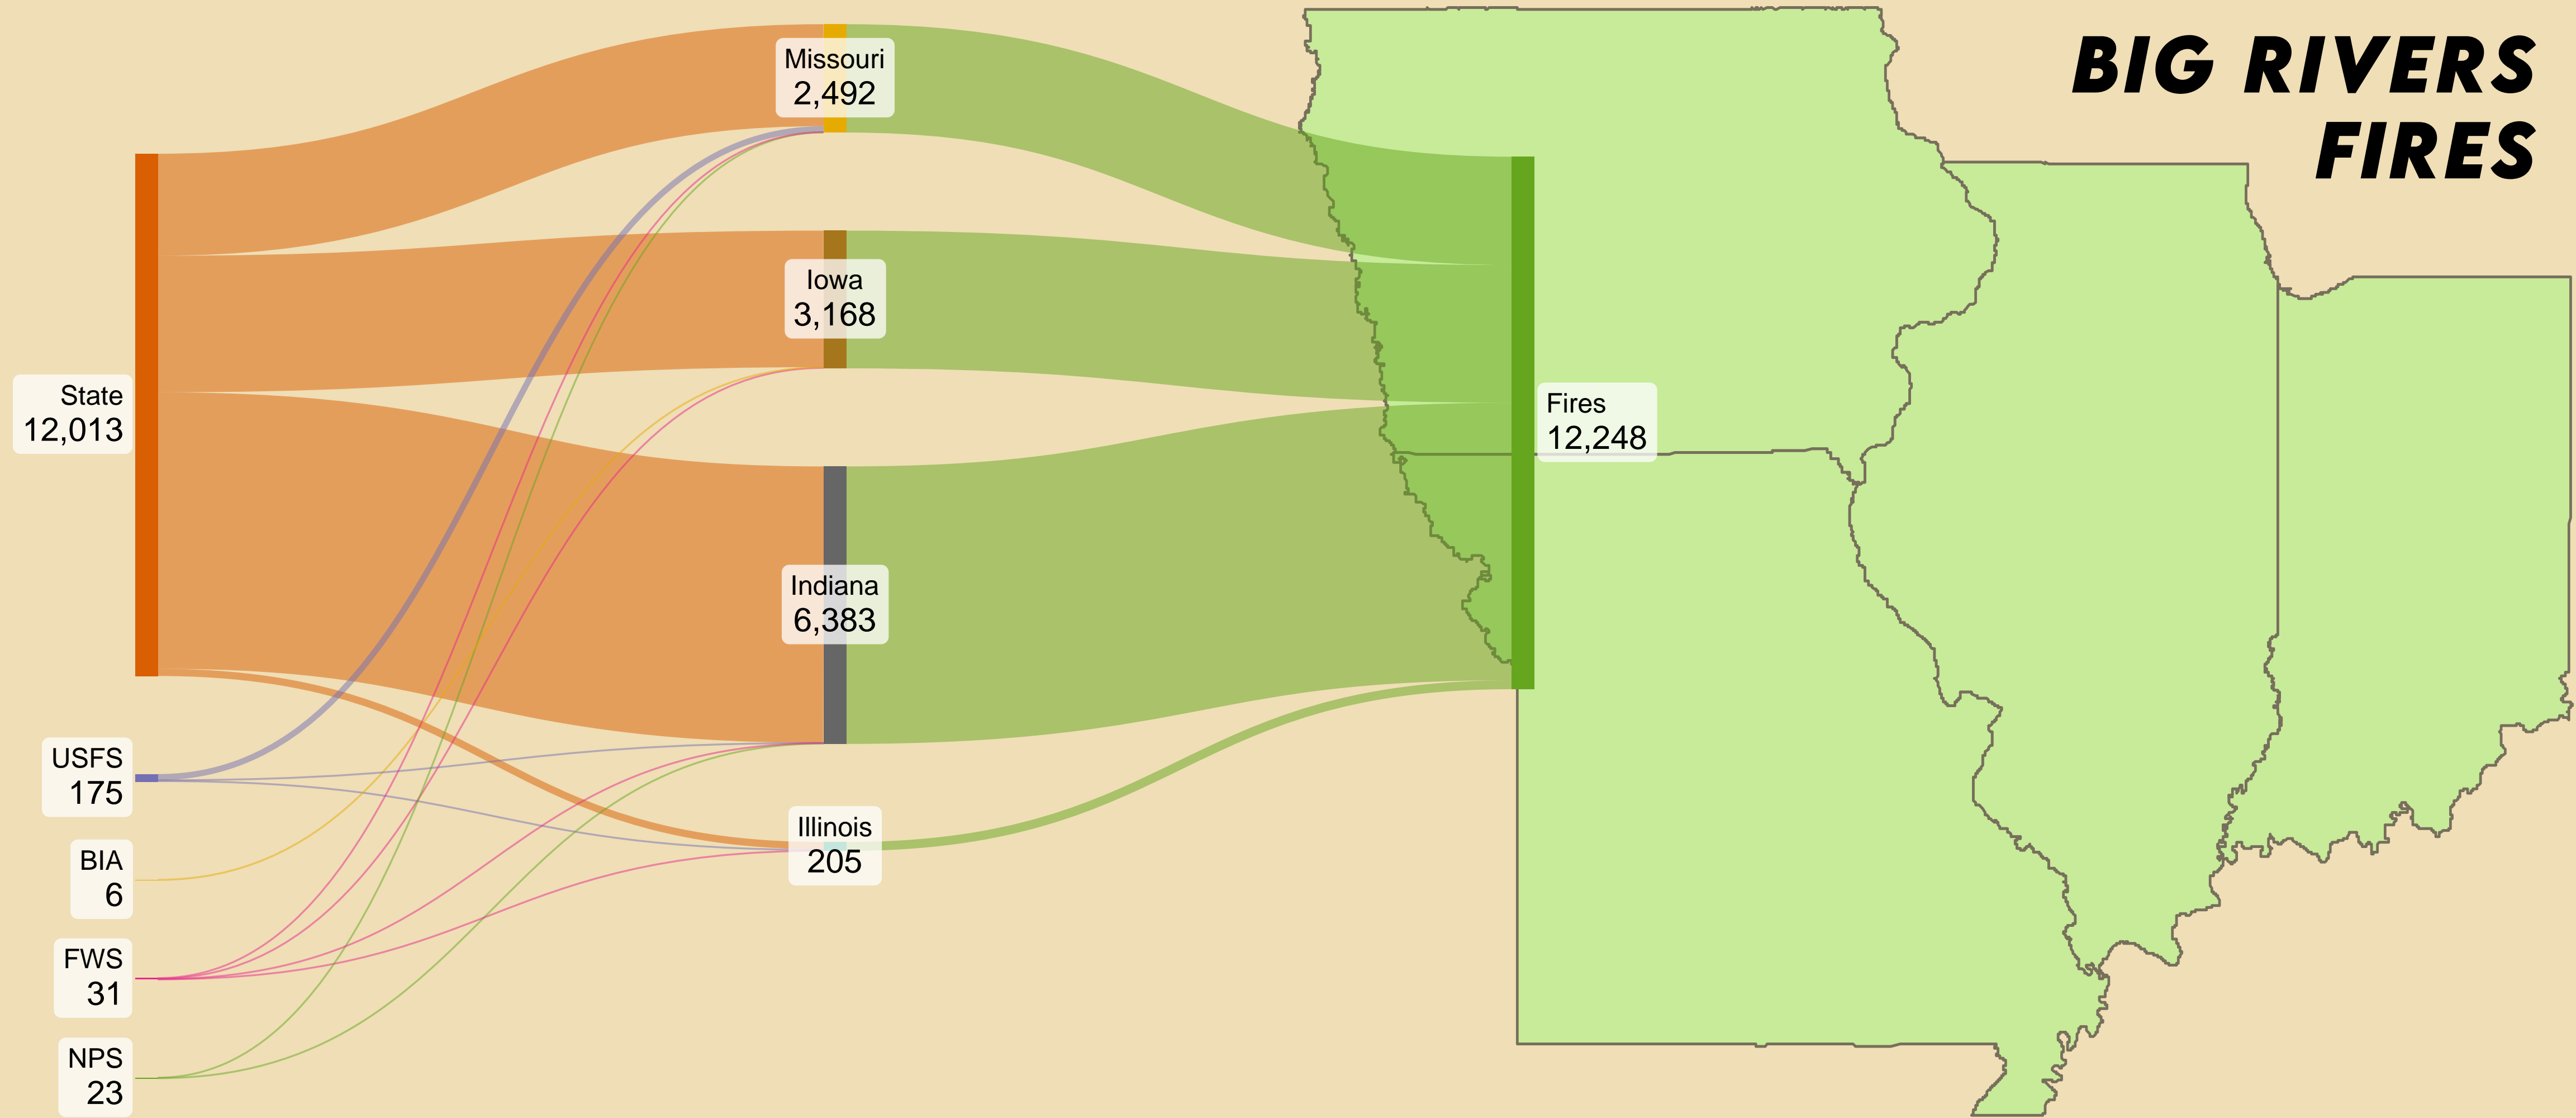 BIG RIVERS
FIRES
Missouri
2,492
Iowa
3,168
State
12,013
Fires
12,248
Indiana
6,383
USFS
175
Illinois
205
BIA
6
FWS
31
NPS
23